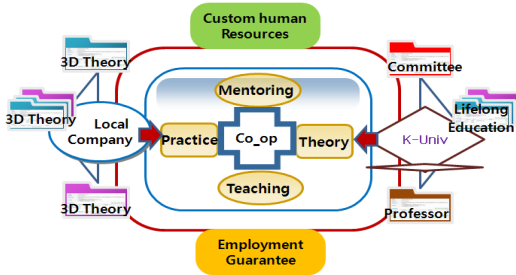 Custom human
Resources
3D Theory
Committee
Mentoring
3D Theory
Local
Company
Practice
Co_op
Theory
K-Univ
Lifelong
Education
Teaching
3D Theory
Professor
Employment
Guarantee